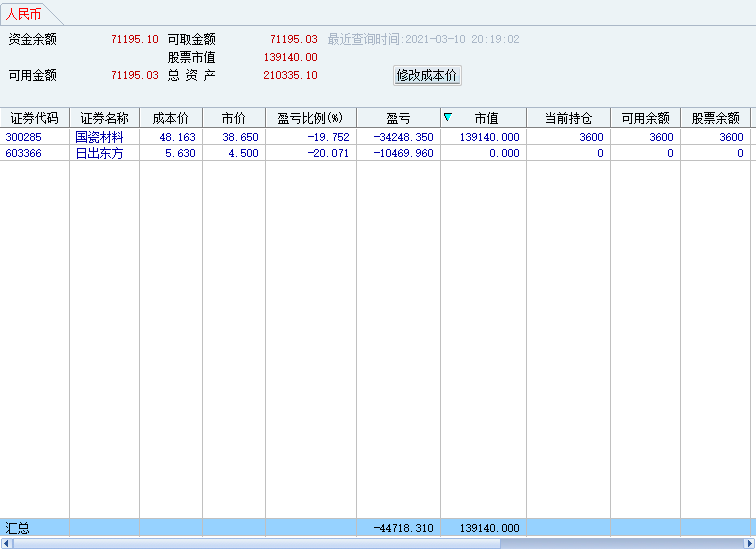 人民币
资金余额 71195.10 可取金额 71195.03 最近查询时间:2021-03-10 20:19:02
股票市值 139140.00
可用金额 71195.03 总 资 产 210335.10 修改成本价
证券代码 证券名称 成本价 市价 盈亏比例(%) 盈亏 市值 当前持仓 可用余额 股票余额
300285 国瓷材料 48.163 38.650 -19.752 -34248.350 139140.000 3600 3600 3600
603366 日出东方 5.630 4.500 -20.071 -10469.960 0.000 0 0 0
汇总 -44718.310 139140.000